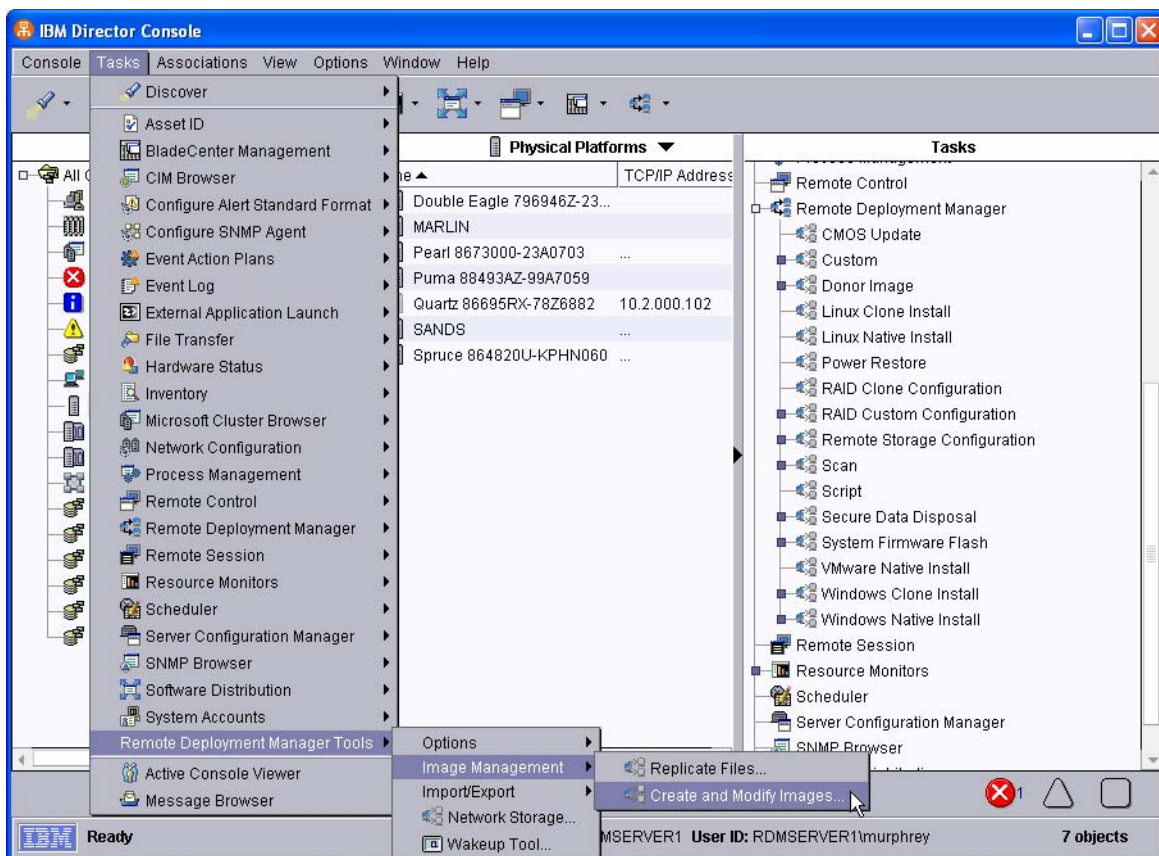 IBM Director Console
Console Tasks Associations View Options Window Help
Discover
Asset ID
BladeCenter Management
CIM Browser
Configure Alert Standard Format
Configure SNMP Agent
Event Action Plans
Event Log
External Application Launch
File Transfer
Hardware Status
Inventory
Microsoft Cluster Browser
Network Configuration
Process Management
Remote Control
Remote Deployment Manager
Remote Session
Resource Monitors
Scheduler
Server Configuration Manager
SNMP Browser
Software Distribution
System Accounts
Remote Deployment Manager Tools
Active Console Viewer
Message Browser
Options
Image Management
Import/Export
Network Storage...
Wakeup Tool...
Replicate Files...
Create and Modify Images...
All
Physical Platforms
TCP/IP Address
Double Eagle 796946Z-23...
MARLIN
Pearl 8673000-23A0703 ...
Puma 88493AZ-99A7059
Quartz 86695RX-78Z6882 10.2.000.102
SANDS ...
Spruce 864820U-KPHN060 ...
Tasks
Remote Control
Remote Deployment Manager
CMOS Update
Custom
Donor Image
Linux Clone Install
Linux Native Install
Power Restore
RAID Clone Configuration
RAID Custom Configuration
Remote Storage Configuration
Scan
Script
Secure Data Disposal
System Firmware Flash
VMware Native Install
Windows Clone Install
Windows Native Install
Remote Session
Resource Monitors
Scheduler
Server Configuration Manager
SNMP Browser
1
IBM Ready
MSERVER1 User ID: RDMSERVER1\murphrey
7 objects